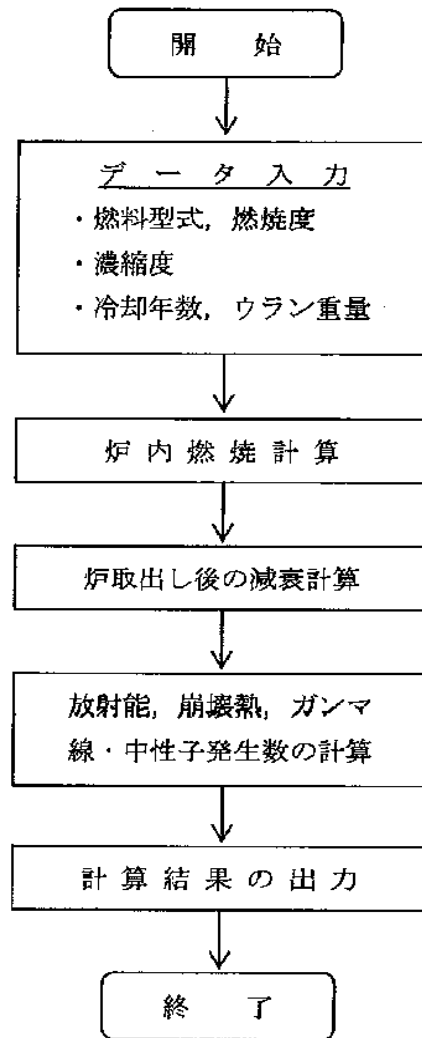 開始
データ入力
・燃料型式，燃焼度
・濃縮度
・冷却年数，ウラン重量
炉内燃焼計算
炉取出し後の減衰計算
放射能，崩壊熱，ガンマ
線・中性子発生数の計算
計算結果の出力
終了